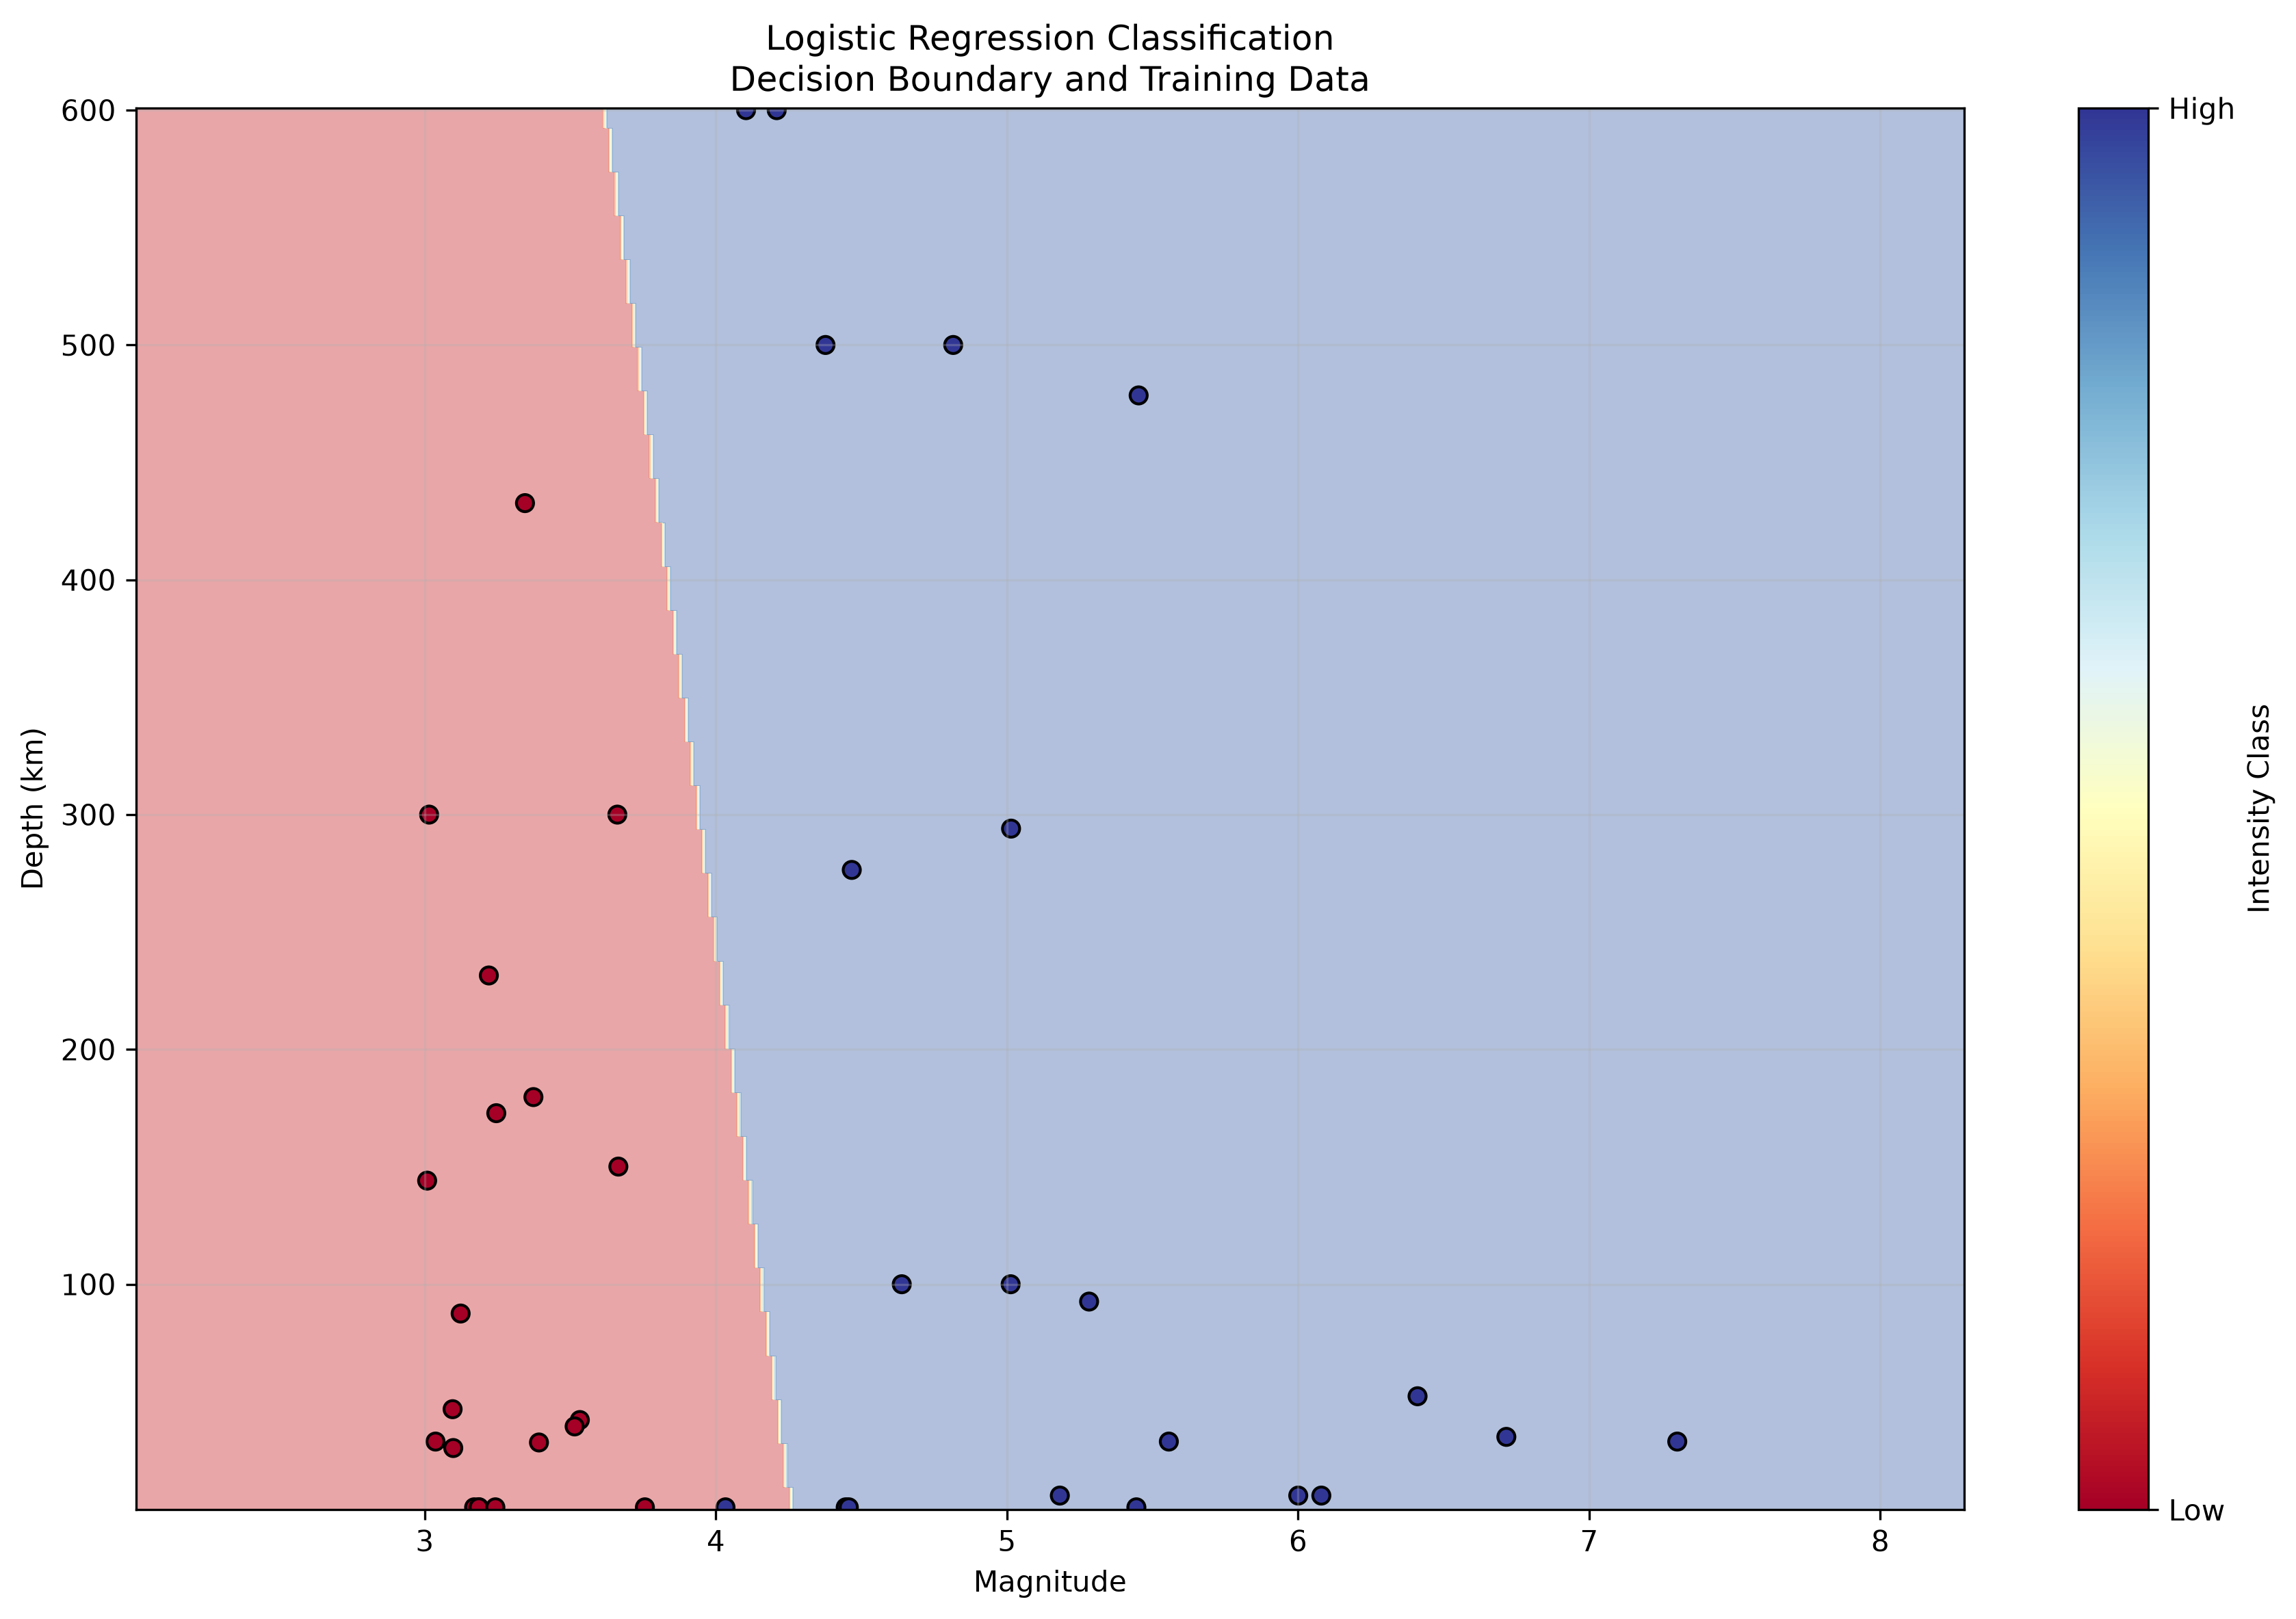 Logistic Regression Classification
Decision Boundary and Training Data
600
500
400
300
200
100
Depth (km)
3
4
5
6
7
8
Magnitude
High
Low
Intensity Class